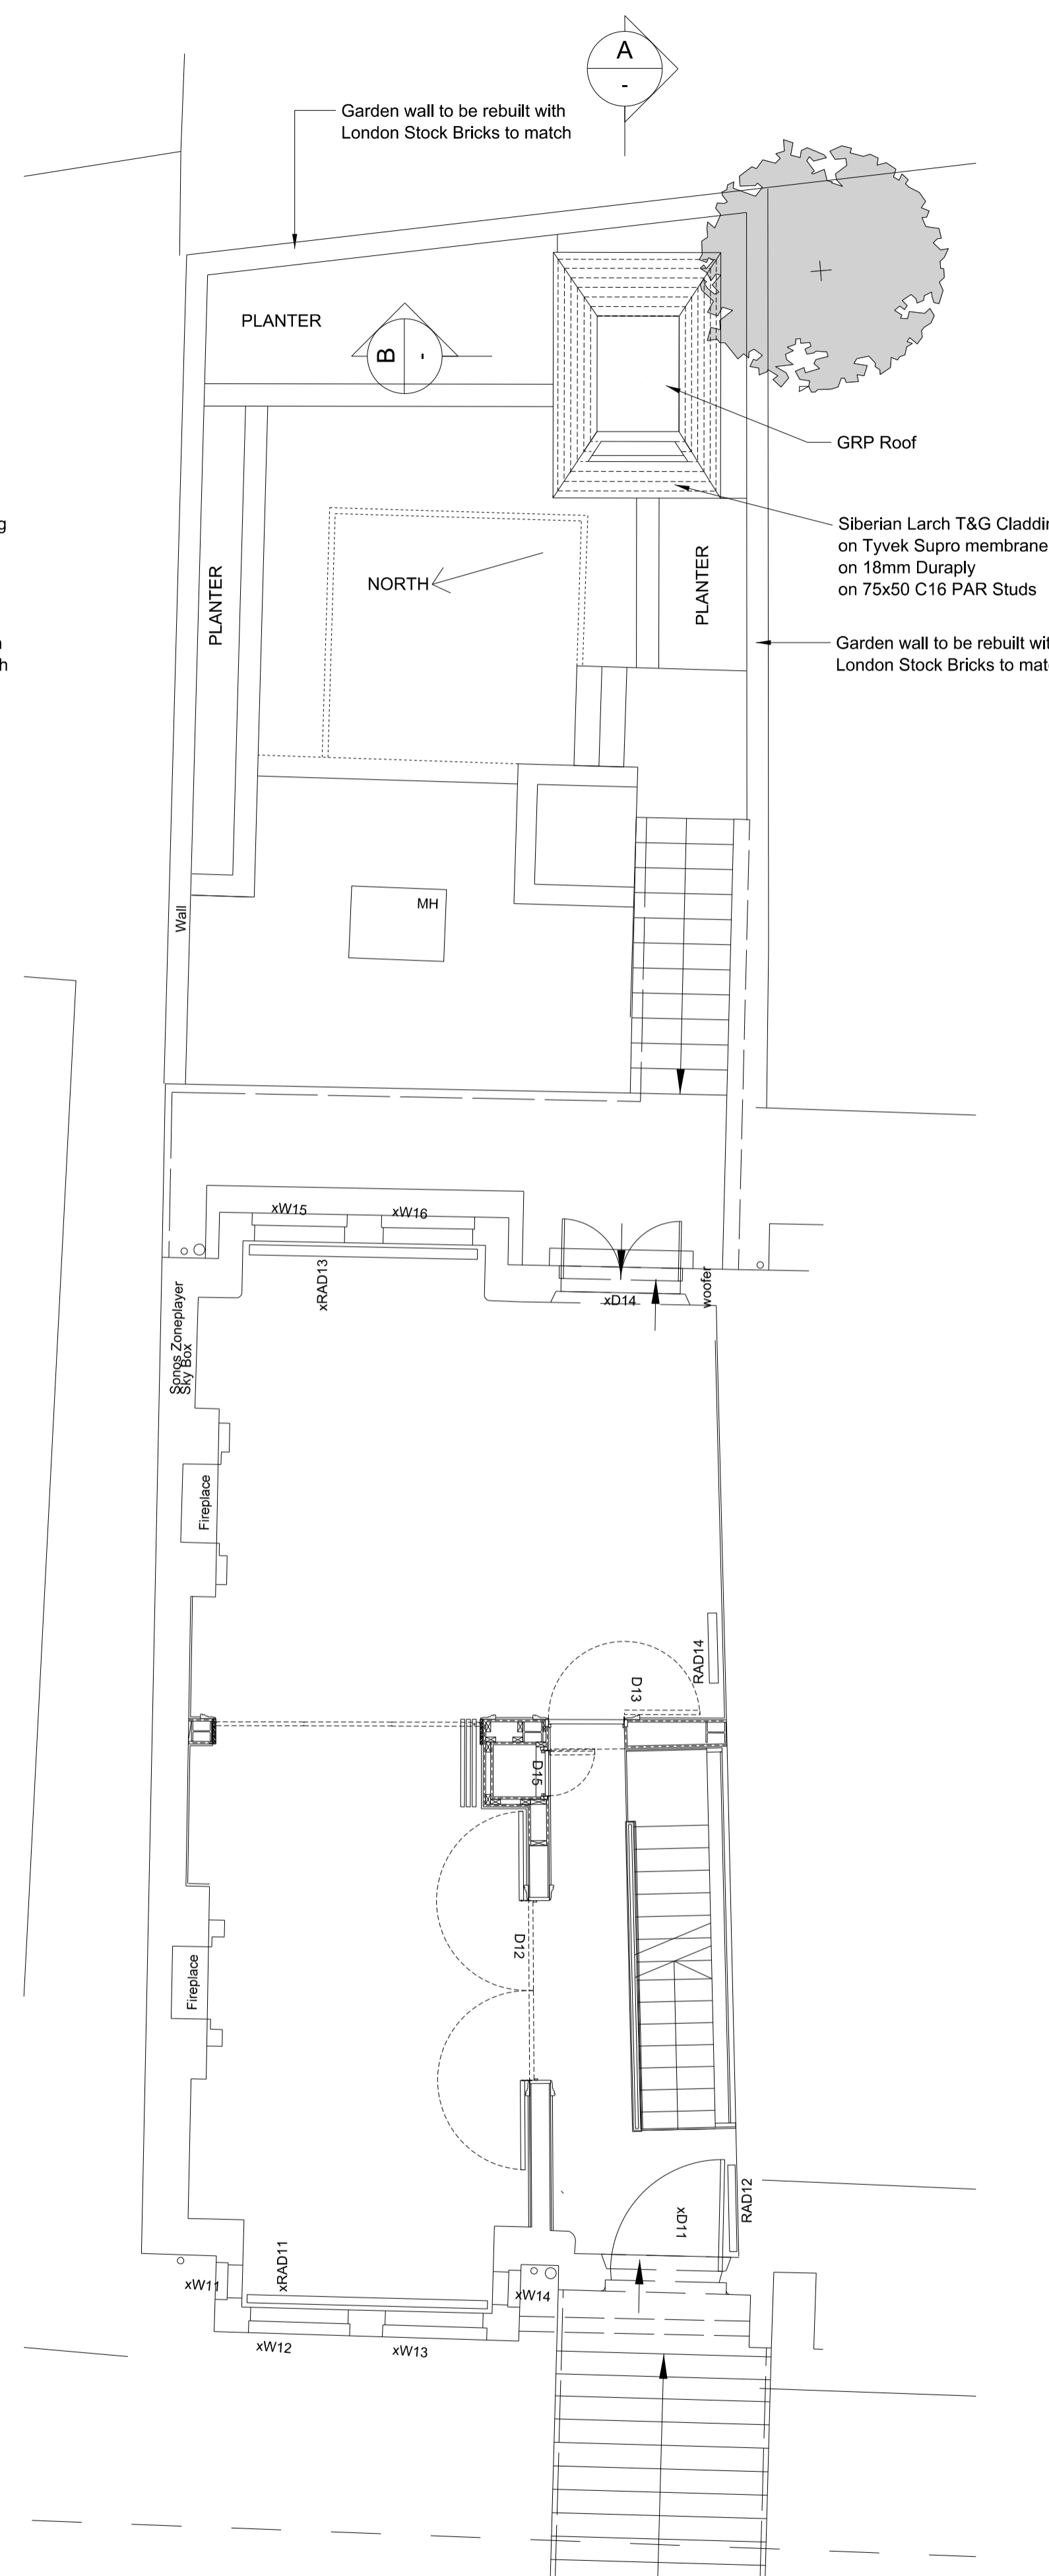 A
-
Garden wall to be rebuilt with
London Stock Bricks to match
PLANTER
B
-
GRP Roof
g
Siberian Larch T&G Claddin
on Tyvek Supro membrane
on 18mm Duraply
on 75x50 C16 PAR Studs
NORTH
PLANTER
PLANTER
h
Garden wall to be rebuilt wit
London Stock Bricks to mat
MH
Wall
xW15
xW16
xRAD13
xD14
woofer
Sonos Zoneplayer
Sky Box
Fireplace
RAD14
D13
D15
D12
Fireplace
xD11
RAD12
xRAD11
xW11
xW14
xW12
xW13